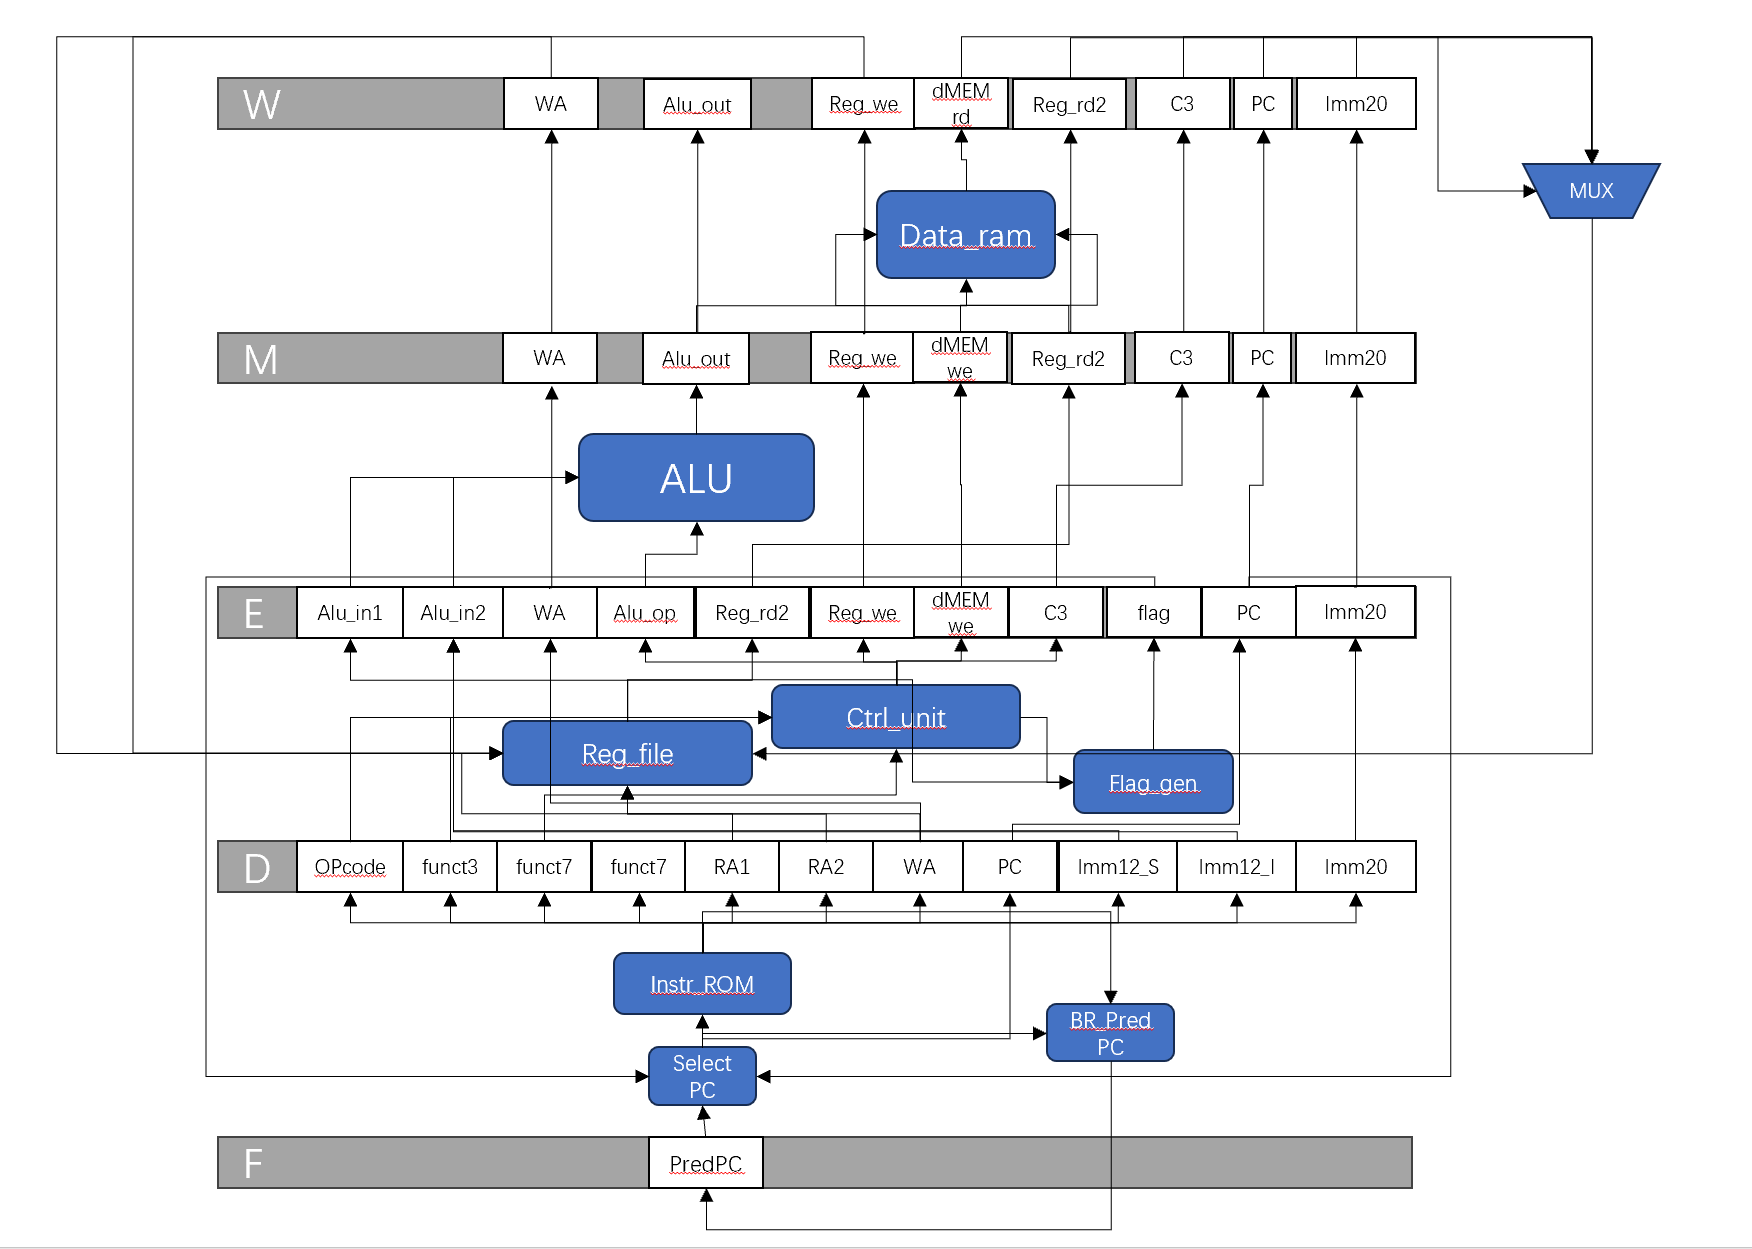 W
WA
Alu_out
Reg_we
dMEM
rd
Reg_rd2
C3
PC
Imm20
MUX
Data_ram
M
WA
Alu_out
Reg_we
dMEM
we
Reg_rd2
C3
PC
Imm20
ALU
E
Alu_in1
Alu_in2
WA
Alu_op
Reg_rd2
Reg_we
dMEM
we
C3
flag
PC
Imm20
Ctrl_unit
Reg_file
Flag_gen
D
OPcode
funct3
funct7
funct7
RA1
RA2
WA
PC
Imm12_S
Imm12_I
Imm20
Instr_ROM
BR_Pred
PC
Select
PC
F
PredPC